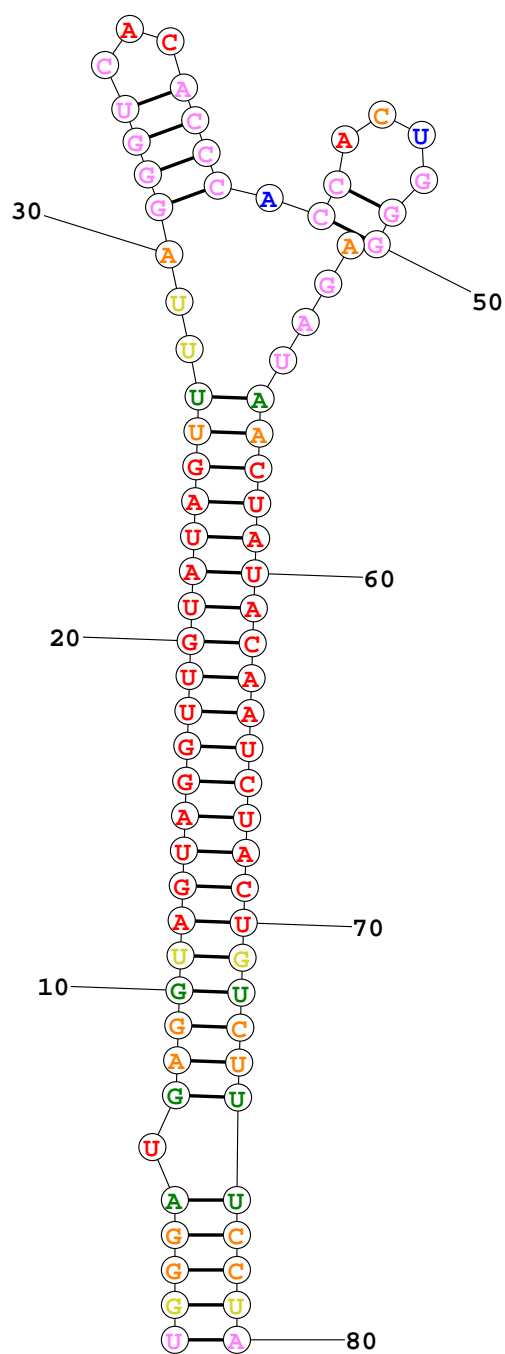 A C
C A
U C A C U
G C C G
G C G
30 G A C A G
A G 50
U A
U U
U A
U A
G C
A U
U A
A U 60
U A
20 G C
U A
U A
G U
G C
A U
U A
G C
A U 70
U G
10 G U
G C
A U
G U
U
A U
G C
G C
G U
U A 80